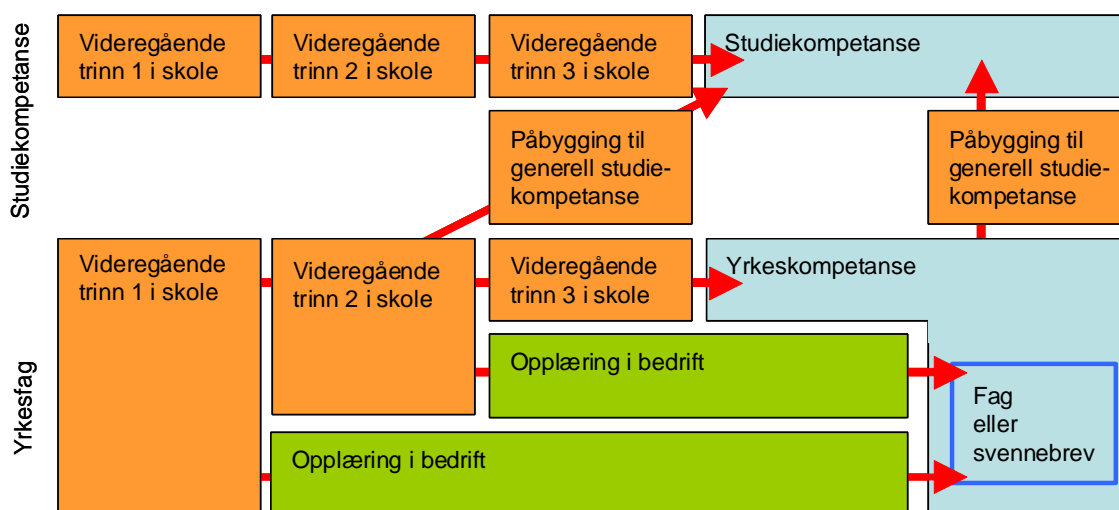 Studiekompetanse
Videregående
trinn 1 i skole
Videregående
trinn 2 i skole
Videregående
trinn 3 i skole
Studiekompetanse
Påbygging til
generell studie-
kompetanse
Påbygging til
generell studie-
kompetanse
Yrkesfag
Videregående
trinn 1 i skole
Videregående
trinn 2 i skole
Videregående
trinn 3 i skole
Yrkeskompetanse
Opplæring i bedrift
Fag
eller
svennebrev
Opplæring i bedrift